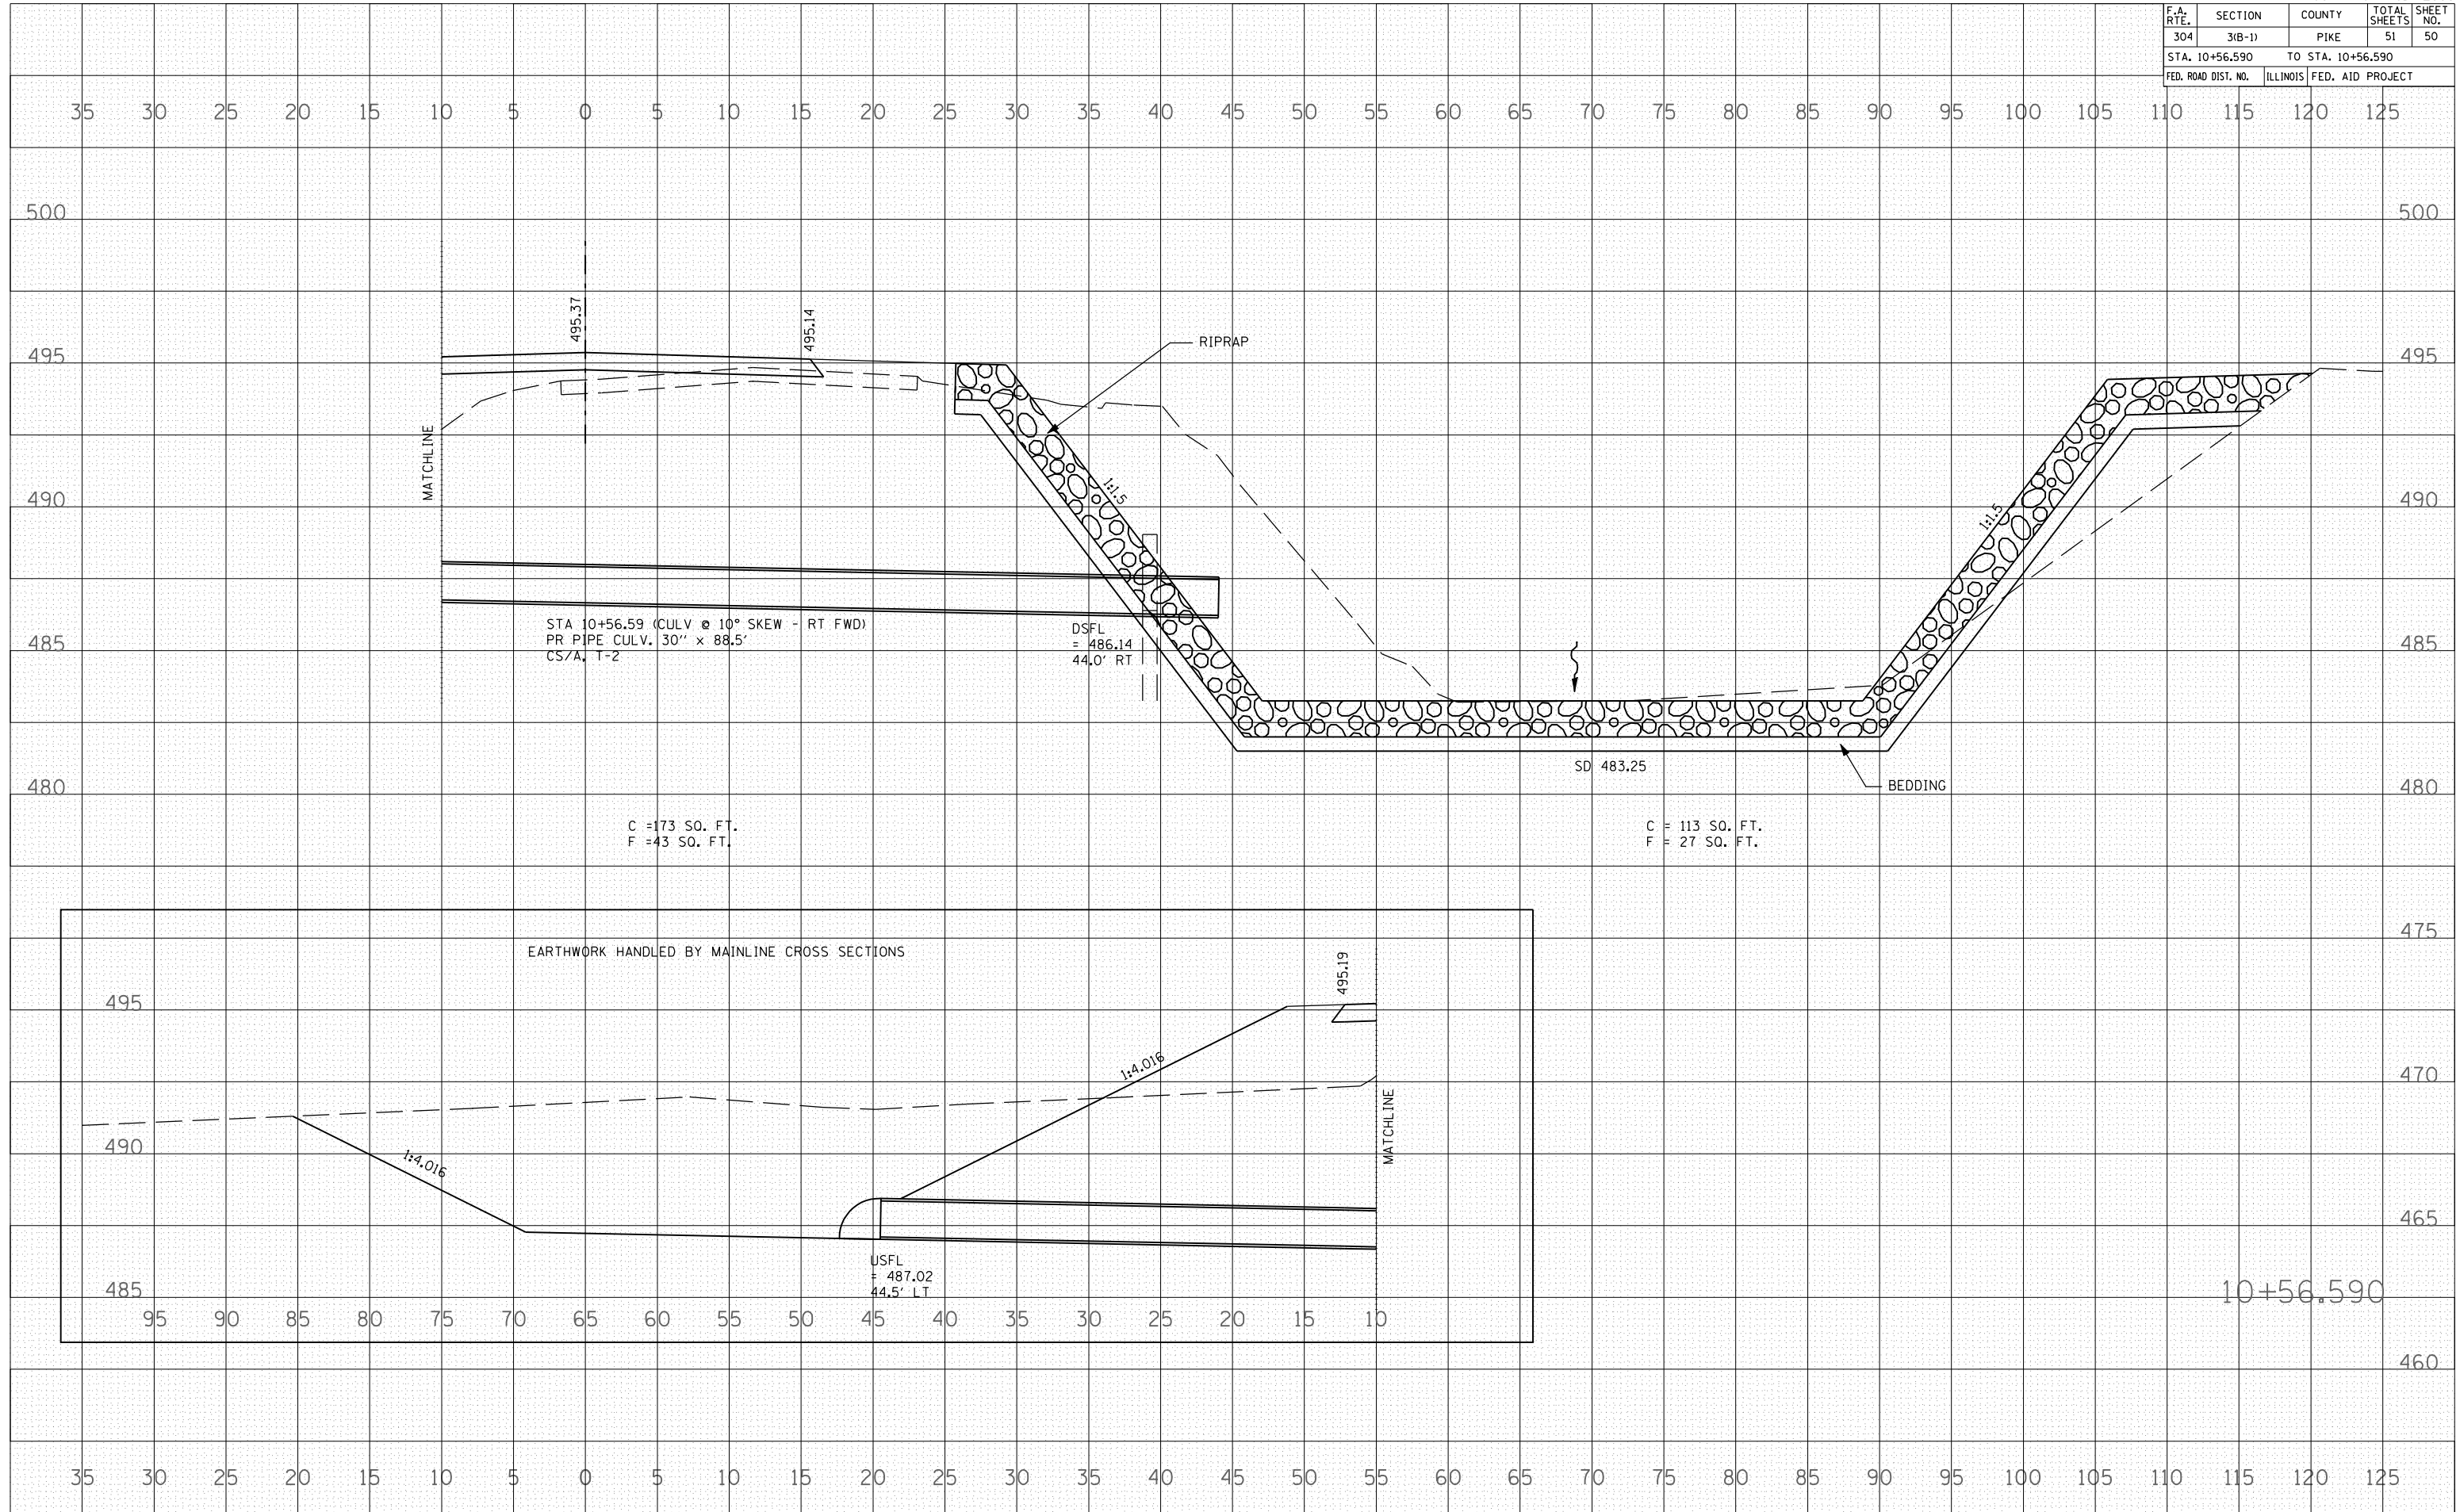 F.A. RTE. SECTION COUNTY TOTAL SHEETS SHEET NO.
304 3(B-1) PIKE 51 50
STA. 10+56.590 TO STA. 10+56.590
FED. ROAD DIST. NO. ILLINOIS FED. AID PROJECT
35 30 25 20 15 10 5 0 5 10 15 20 25 30 35 40 45 50 55 60 65 70 75 80 85 90 95 100 105 110 115 120 125
500 500
495.37
495.14
RIPRAP
495 495
MATCHLINE
1:1.5
1:1.5
490 490
STA 10+56.59 (CULV @ 10° SKEW - RT FWD)
PR PIPE CULV. 30'' x 88.5'
CS/A, T-2
DSFL
= 486.14
44.0' RT
485 485
SD 483.25
BEDDING
480 480
C =173 SQ. FT.
F =43 SQ. FT.
C = 113 SQ. FT.
F = 27 SQ. FT.
475
EARTHWORK HANDLED BY MAINLINE CROSS SECTIONS
495.19
495
1:4.016
470
MATCHLINE
490
1:4.016
465
USFL
= 487.02
44.5' LT
485
10+56.590
95 90 85 80 75 70 65 60 55 50 45 40 35 30 25 20 15 10
460
35 30 25 20 15 10 5 0 5 10 15 20 25 30 35 40 45 50 55 60 65 70 75 80 85 90 95 100 105 110 115 120 125